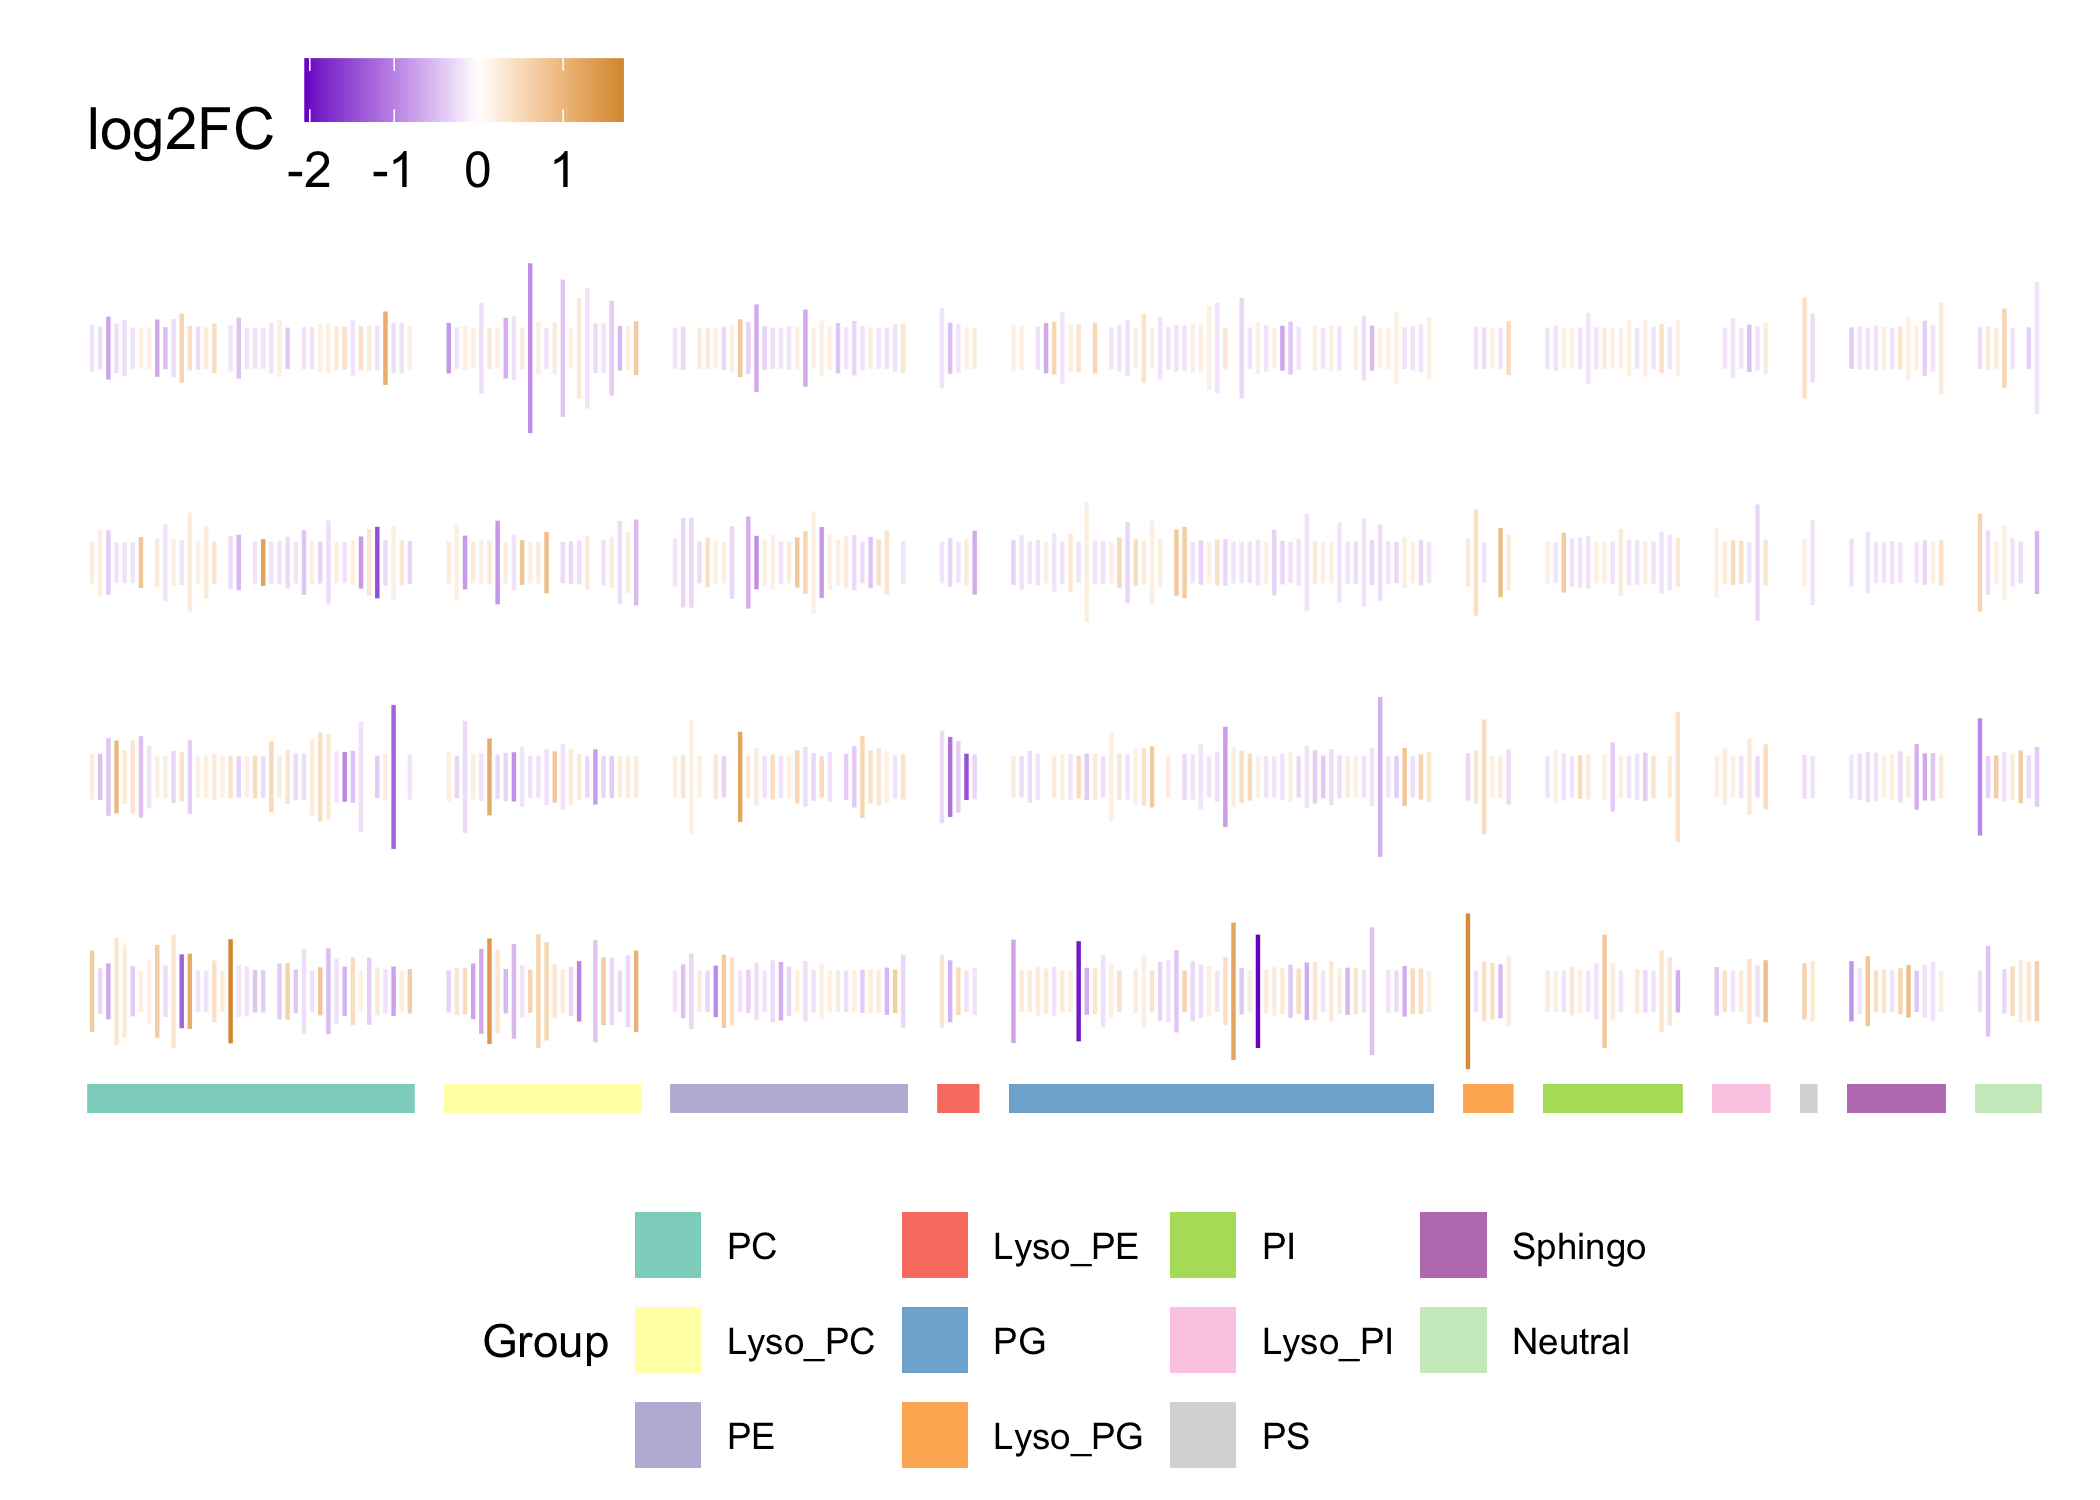 log2FC
-2 -1 0 1
PC Lyso_PE PI Sphingo
Group Lyso_PC PG Lyso_PI Neutral
PE Lyso_PG PS